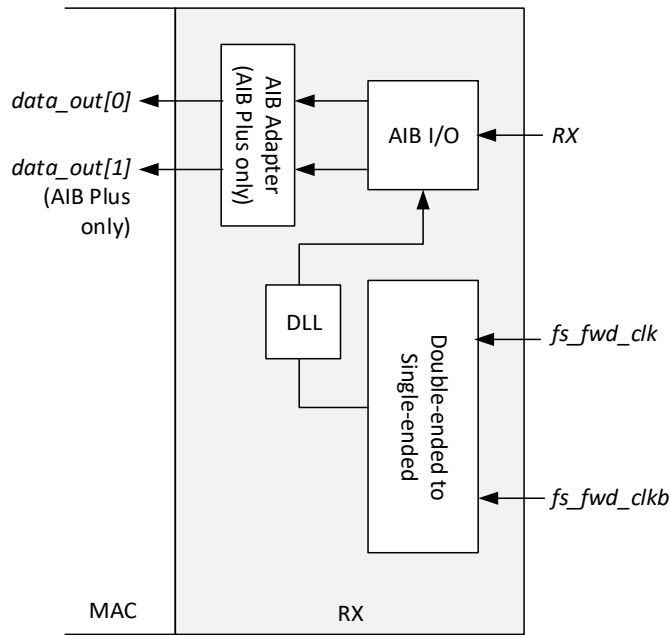 data_out[0]
data_out[1]
(AIB Plus
only)
AIB Adapter
(AIB Plus only)
AIB I/O
RX
DLL
Double-ended to
Single-ended
fs_fwd_clk
fs_fwd_clkb
MAC
RX